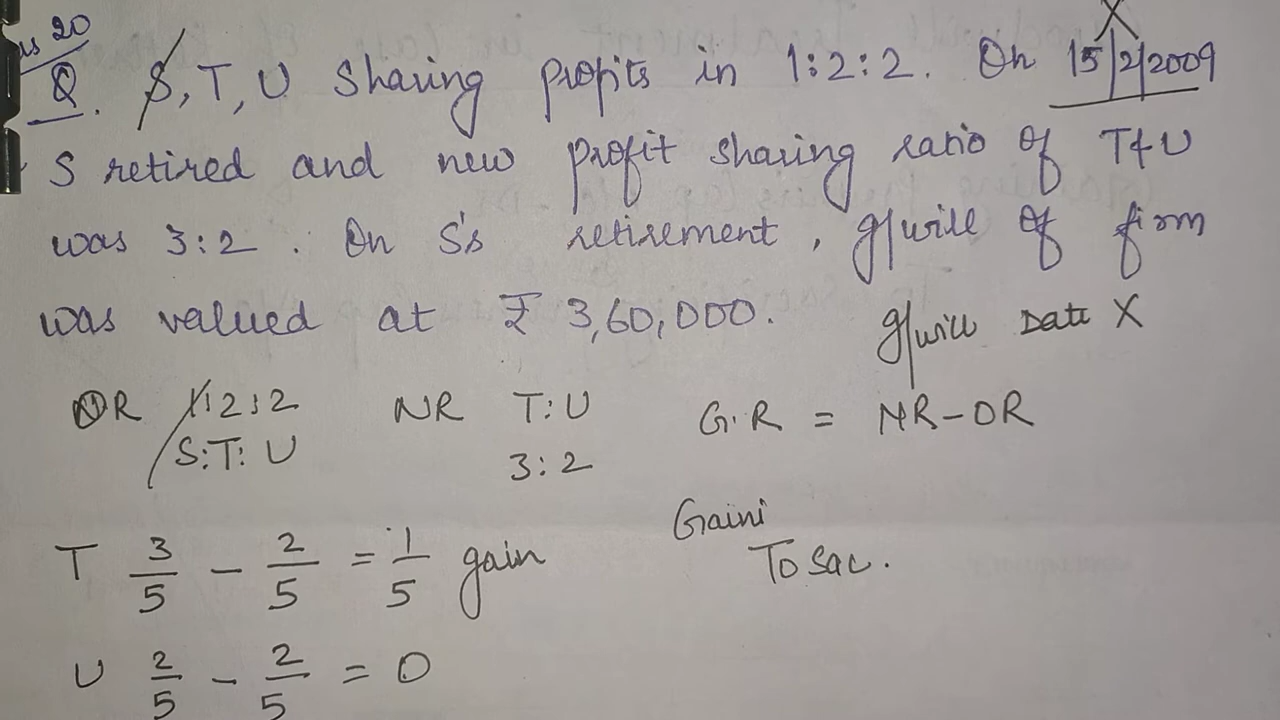 20
Q. S, T, U Sharing profits in 1:2:2. On 15/2/2009
S retired and new profit sharing ratio of T & U
was 3:2. On S's retirement, g/will of firm
was valued at ₹ 3,60,000. g/will Date X
OR 1:2:2 NR T:U G.R = NR-OR
S:T:U 3:2
Gaini
To Sac.
T 3/5 - 2/5 = 1/5 gain
U 2/5 - 2/5 = 0